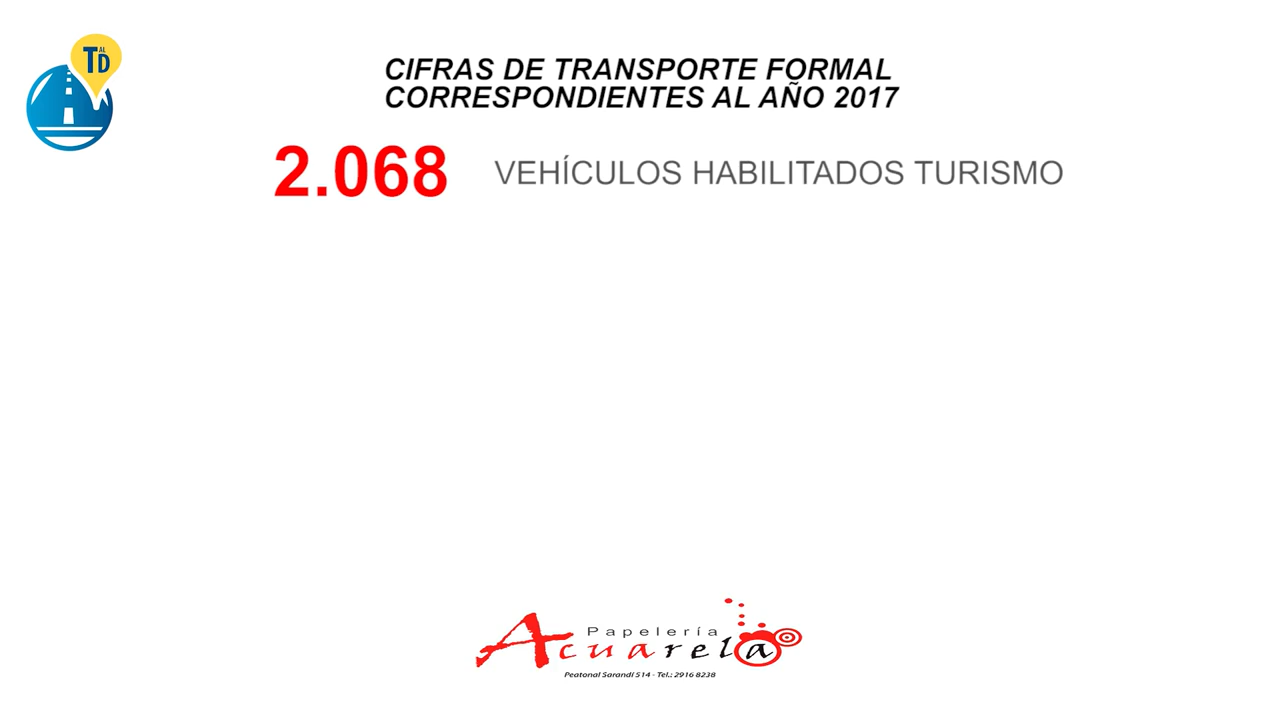 T AL D
CIFRAS DE TRANSPORTE FORMAL
CORRESPONDIENTES AL AÑO 2017
2.068 VEHÍCULOS HABILITADOS TURISMO
Papelería
Acuarela
Peatonal Sarandí 514 - Tel.: 2916 8238